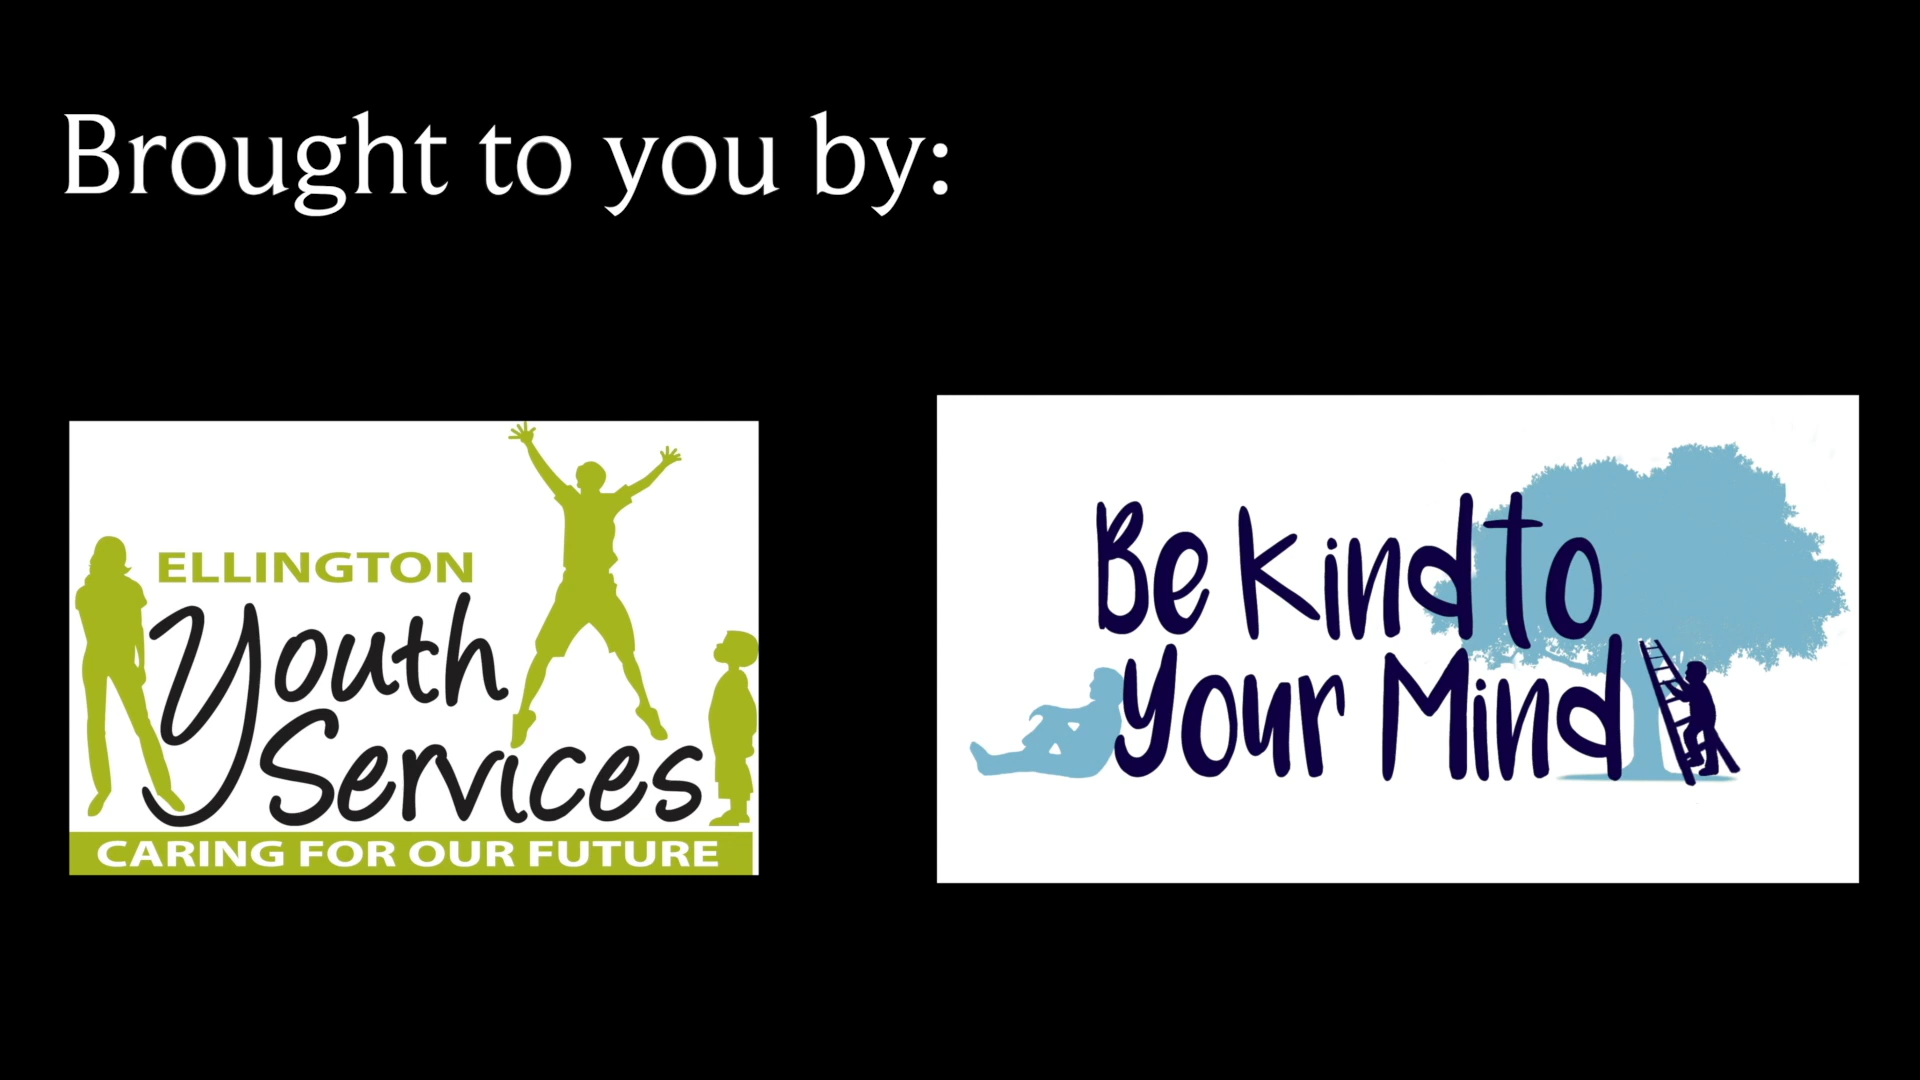 Brought to you by:
ELLINGTON
Youth
Services
CARING FOR OUR FUTURE
Be Kind to
Your Mind